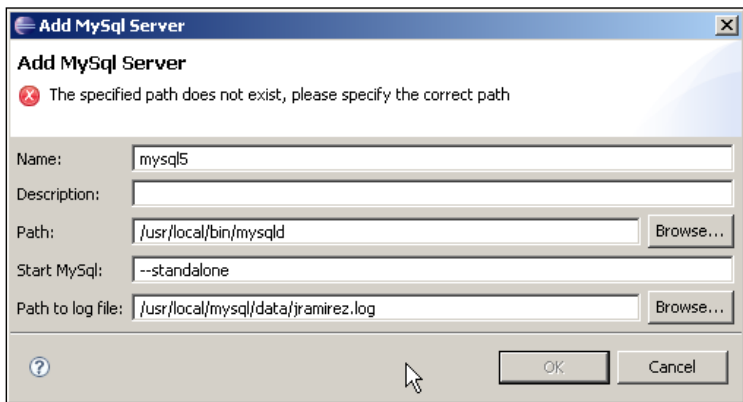 Add MySql Server
Add MySql Server
The specified path does not exist, please specify the correct path
Name: mysql5
Description:
Path: /usr/local/bin/mysqld Browse...
Start MySql: --standalone
Path to log file: /usr/local/mysql/data/jramirez.log Browse...
? OK Cancel